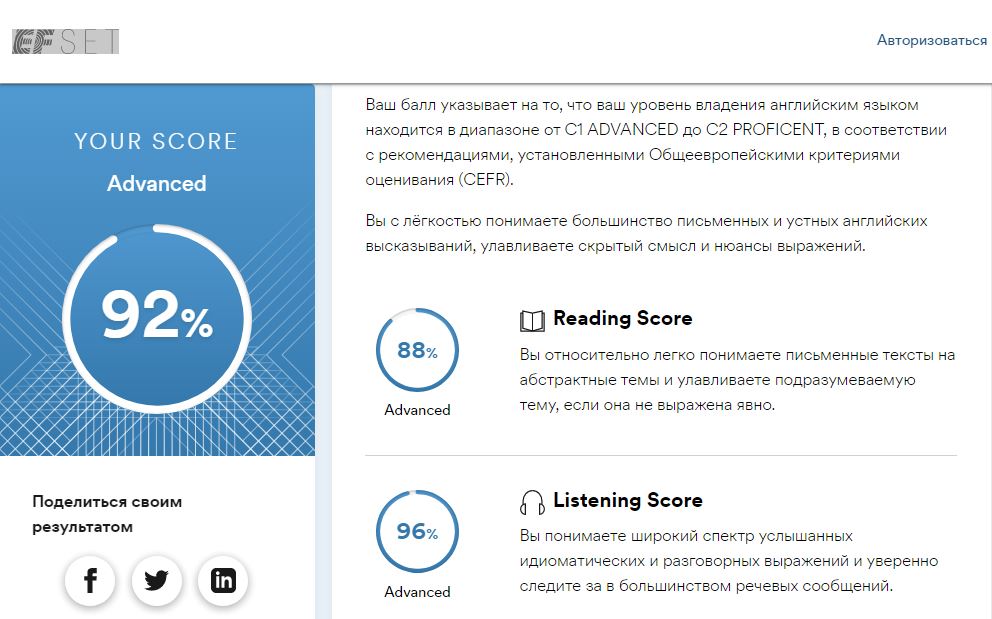 EF SET
Авторизоваться
YOUR SCORE
Advanced
92%
Поделиться своим
результатом
Ваш балл указывает на то, что ваш уровень владения английским языком
находится в диапазоне от C1 ADVANCED до C2 PROFICENT, в соответствии
с рекомендациями, установленными Общеевропейскими критериями
оценивания (CEFR).
Вы с лёгкостью понимаете большинство письменных и устных английских
высказываний, улавливаете скрытый смысл и нюансы выражений.
88%
Advanced
Reading Score
Вы относительно легко понимаете письменные тексты на
абстрактные темы и улавливаете подразумеваемую
тему, если она не выражена явно.
96%
Advanced
Listening Score
Вы понимаете широкий спектр услышанных
идиоматических и разговорных выражений и уверенно
следите за в большинством речевых сообщений.